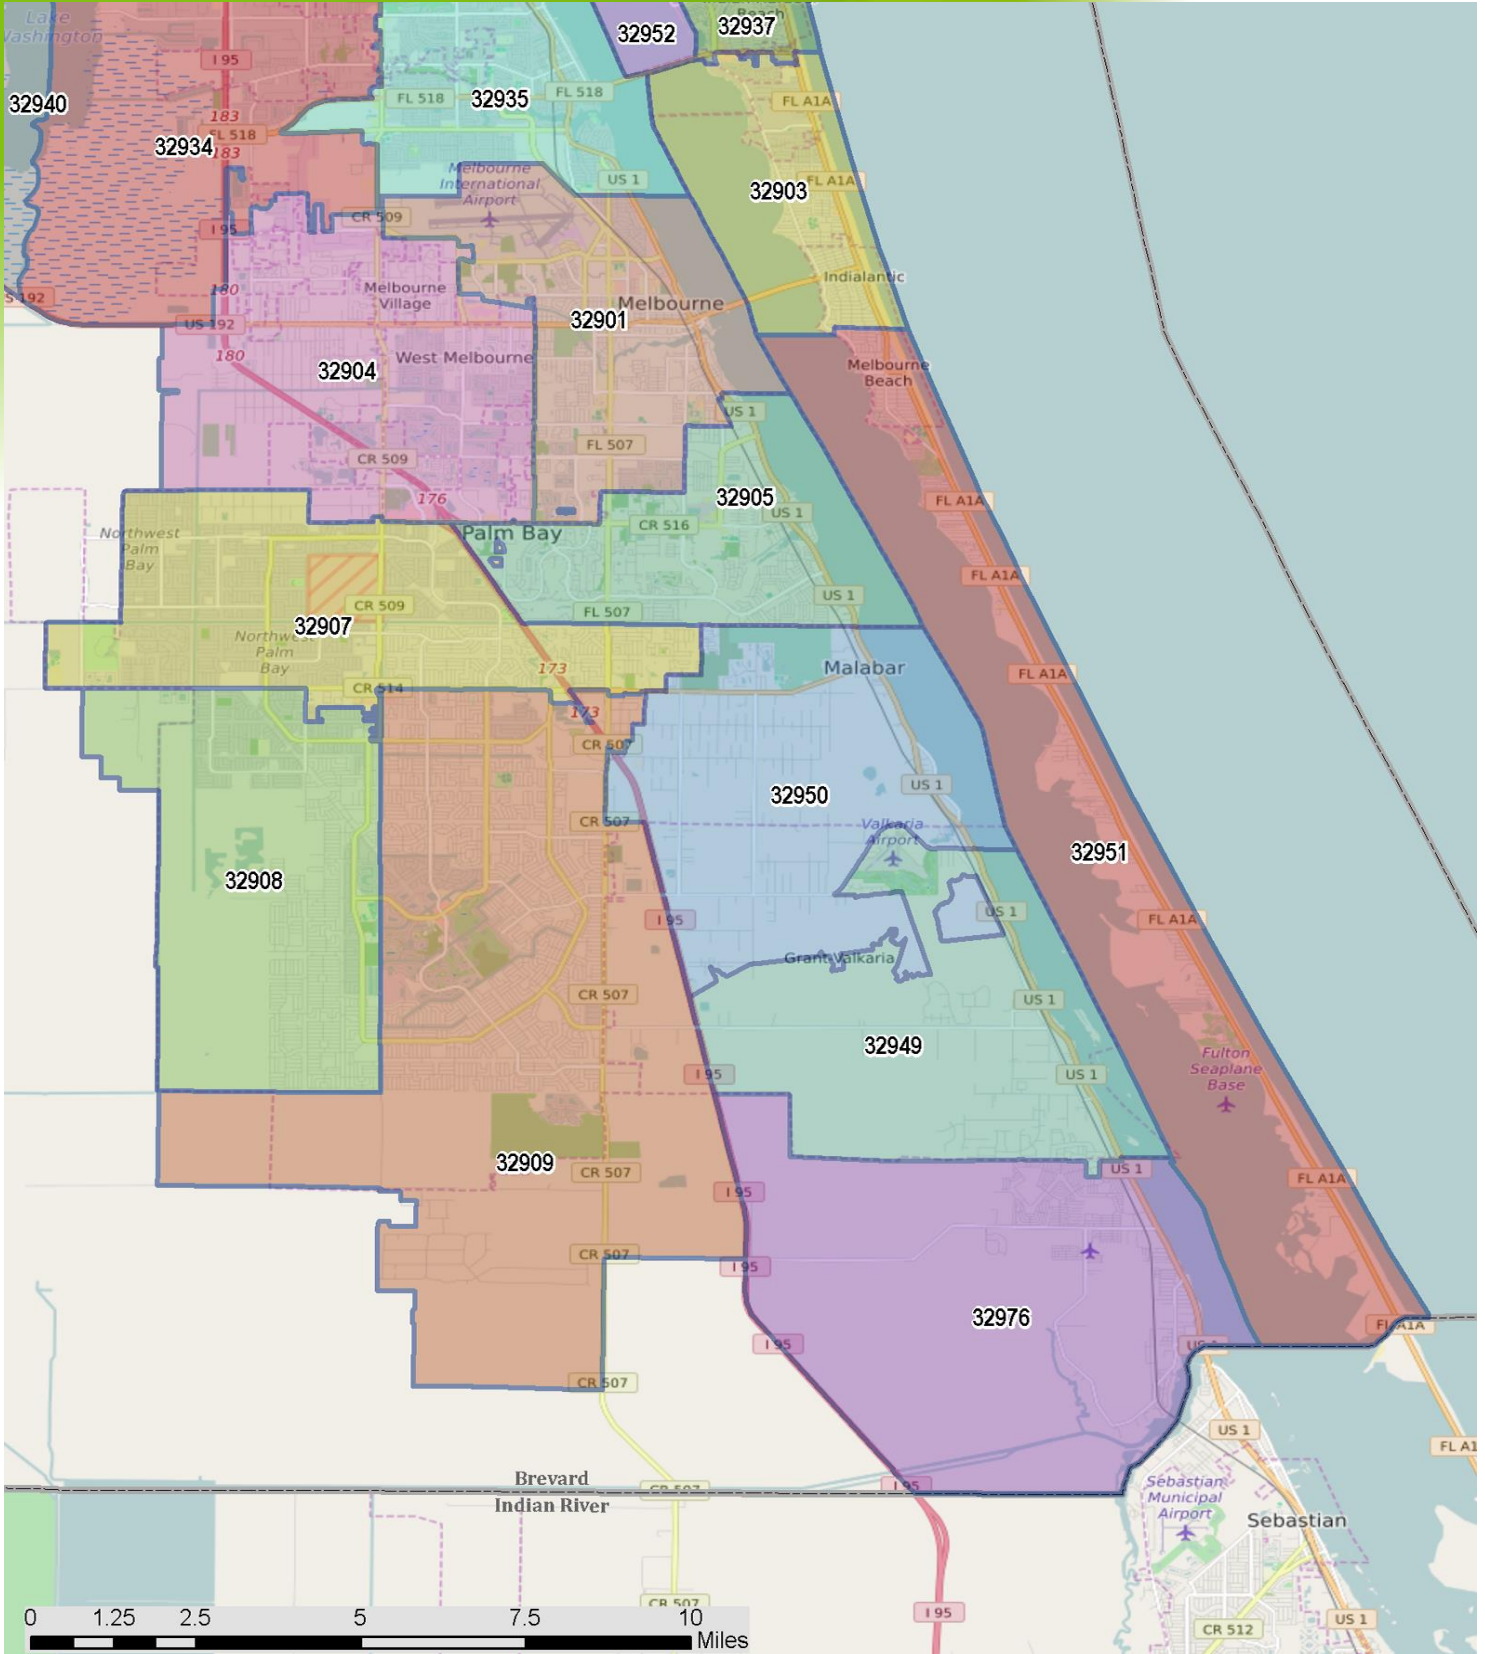 Lake
Washington
Beach
32952
32937
I 95
32940
FL 518
32935
FL 518
FL A1A
183
FL 518
32934
183
Melbourne
International
Airport
US 1
32903
FL A1A
CR 509
I 95
180
Melbourne
Village
Indialantic
Melbourne
32901
US 192
180
West Melbourne
32904
Melbourne
Beach
US 1
FL 507
CR 509
176
32905
FL A1A
US 1
CR 516
Northwest
Palm
Bay
Palm Bay
FL A1A
US 1
CR 509
FL 507
32907
Northwest
Palm
Bay
173
Malabar
FL A1A
CR 514
173
CR 507
US 1
32950
CR 507
Valkaria
Airport
32951
32908
US 1
I 95
FL A1A
Grant-Valkaria
CR 507
US 1
32949
Fulton
Seaplane
Base
I 95
US 1
32909
CR 507
US 1
I 95
FL A1A
CR 507
I 95
32976
FL A1A
I 95
US 1
CR 507
US 1
FL A1
Brevard
CR 507
I 95
Indian River
Sebastian
Municipal
Airport
Sebastian
CR 507
I 95
US 1
CR 512
0 1.25 2.5 5 7.5 10
Miles